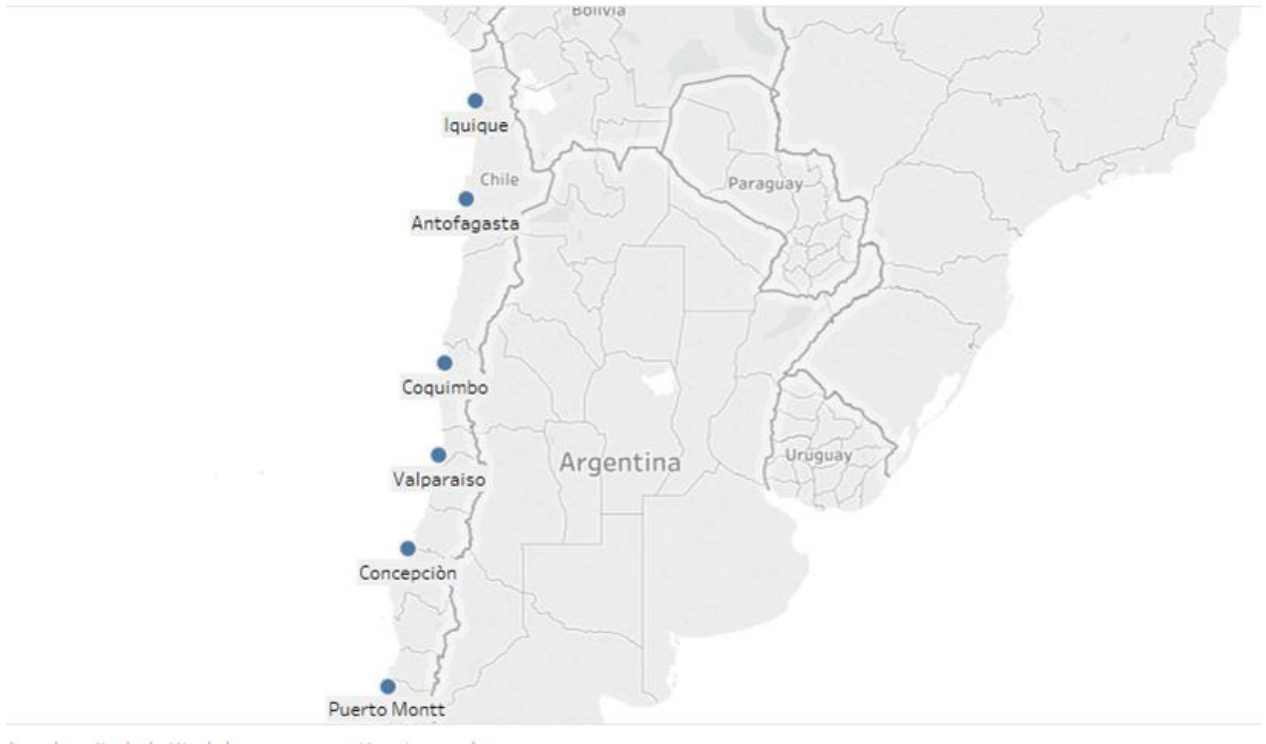 Bolivia
Iquique
Chile
Paraguay
Antofagasta
Coquimbo
Argentina
Uruguay
Valparaiso
Concepciòn
Puerto Montt